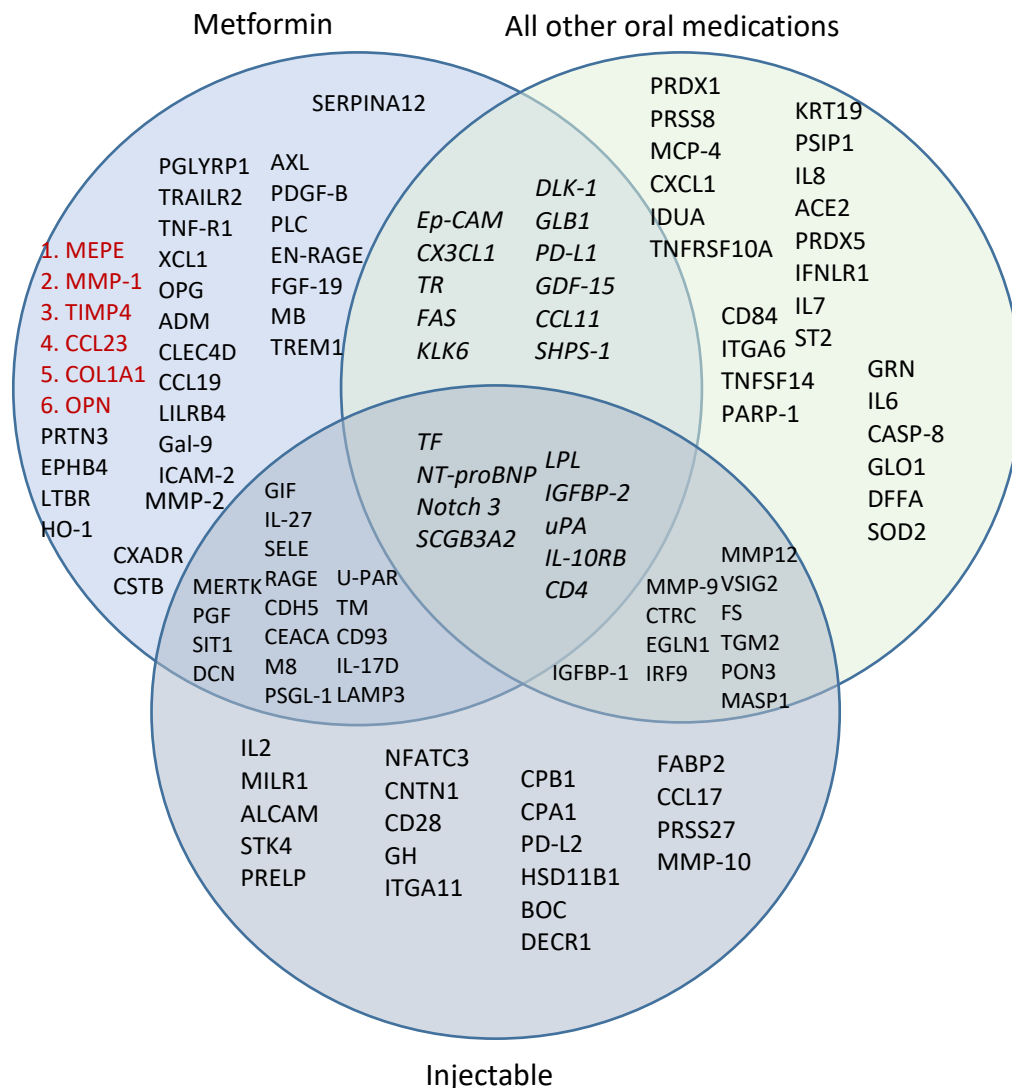 Metformin
All other oral medications
SERPINA12
PGLYRP1
TRAILR2
TNF-R1
XCL1
OPG
ADM
CLEC4D
CCL19
LILRB4
Gal-9
ICAM-2
MMP-2
AXL
PDGF-B
PLC
EN-RAGE
FGF-19
MB
TREM1
1. MEPE
2. MMP-1
3. TIMP4
4. CCL23
5. COL1A1
6. OPN
PRTN3
EPHB4
LTBR
HO-1
CXADR
CSTB
Ep-CAM
CX3CL1
TR
FAS
KLK6
DLK-1
GLB1
PD-L1
GDF-15
CCL11
SHPS-1
PRDX1
PRSS8
MCP-4
CXCL1
IDUA
TNFRSF10A
KRT19
PSIP1
IL8
ACE2
PRDX5
IFNLR1
IL7
ST2
CD84
ITGA6
TNFSF14
PARP-1
GRN
IL6
CASP-8
GLO1
DFFA
SOD2
TF
NT-proBNP
Notch 3
SCGB3A2
LPL
IGFBP-2
uPA
IL-10RB
CD4
MERTK
PGF
SIT1
DCN
GIF
IL-27
SELE
RAGE
CDH5
CEACA
M8
PSGL-1
U-PAR
TM
CD93
IL-17D
LAMP3
IGFBP-1
MMP-9
CTRC
EGLN1
IRF9
MMP12
VSIG2
FS
TGM2
PON3
MASP1
IL2
MILR1
ALCAM
STK4
PRELP
NFATC3
CNTN1
CD28
GH
ITGA11
CPB1
CPA1
PD-L2
HSD11B1
BOC
DECR1
FABP2
CCL17
PRSS27
MMP-10
Injectable